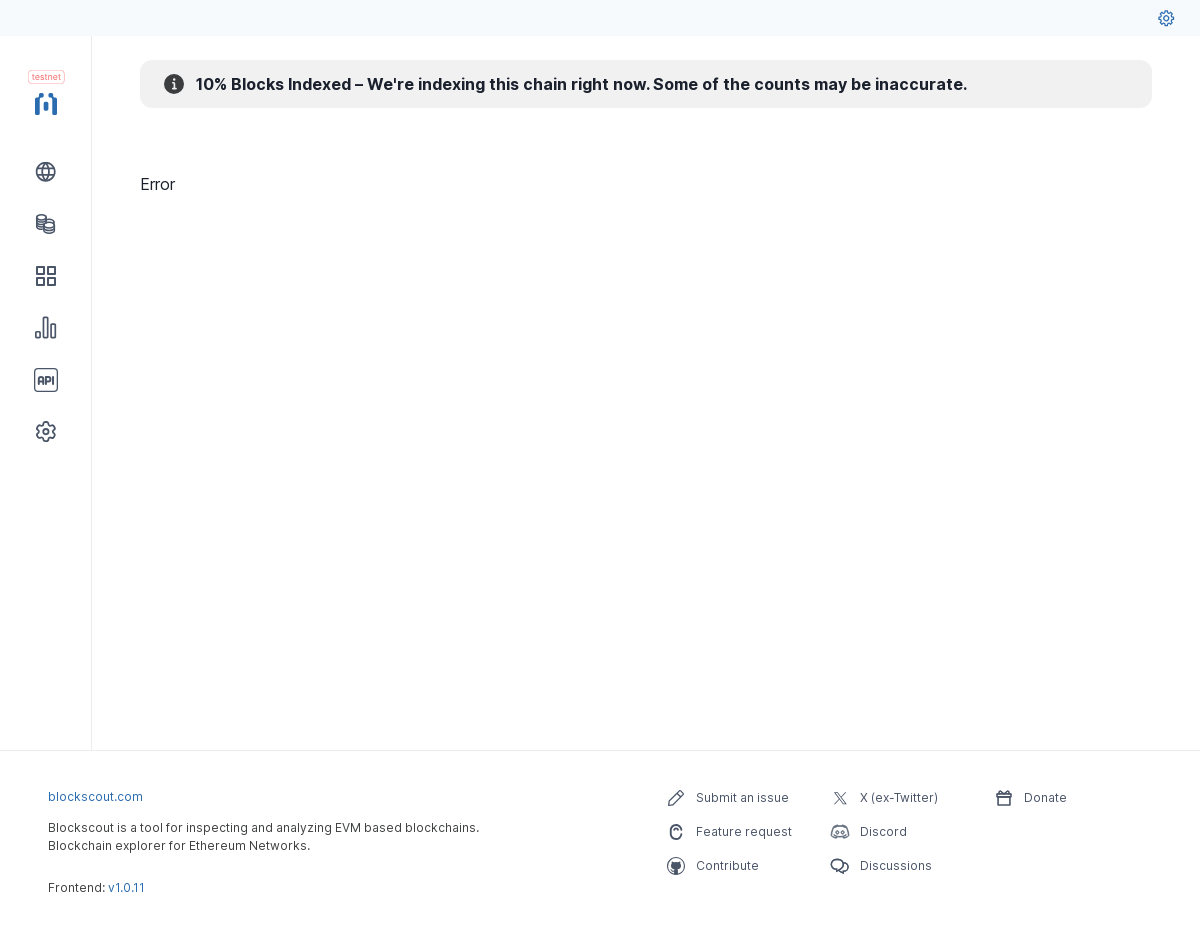 testnet
10% Blocks Indexed – We're indexing this chain right now. Some of the counts may be inaccurate.
Error
API
blockscout.com
Blockscout is a tool for inspecting and analyzing EVM based blockchains.
Blockchain explorer for Ethereum Networks.
Frontend: v1.0.11
Submit an issue
Feature request
Contribute
X (ex-Twitter)
Discord
Discussions
Donate